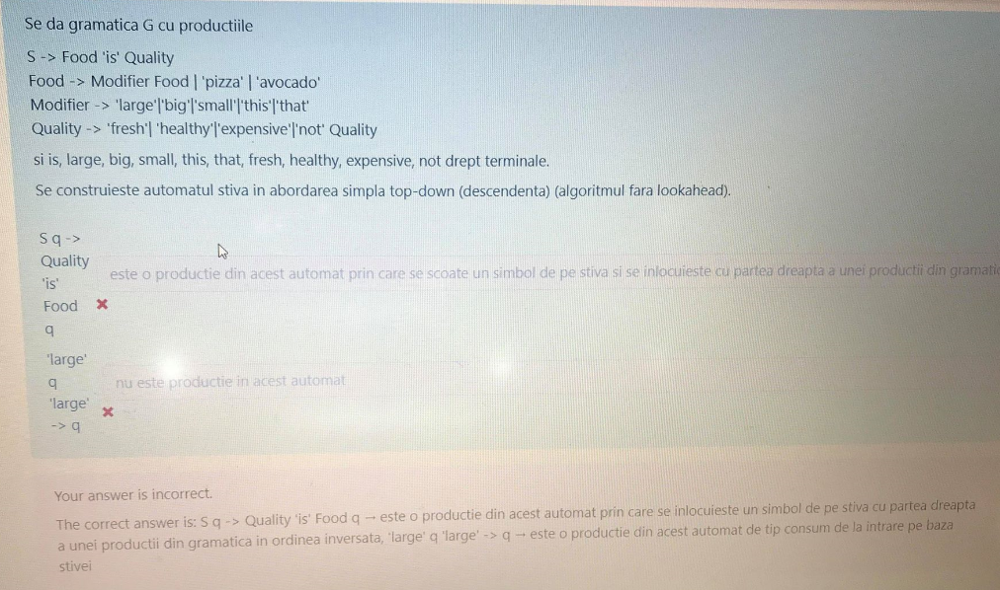 Se da gramatica G cu productiile
S -> Food 'is' Quality
Food -> Modifier Food | 'pizza' | 'avocado'
Modifier -> 'large'|'big'|'small'|'this'|'that'
Quality -> 'fresh'| 'healthy'|'expensive'|'not' Quality
si is, large, big, small, this, that, fresh, healthy, expensive, not drept terminale.
Se construieste automatul stiva in abordarea simpla top-down (descendenta) (algoritmul fara lookahead).
S q ->
Quality
'is'
Food
q
este o productie din acest automat prin care se scoate un simbol de pe stiva si se inlocuieste cu partea dreapta a unei productii din
'large'
q
'large'
-> q
nu este productie in acest automat
Your answer is incorrect.
The correct answer is: S q -> Quality 'is' Food q → este o productie din acest automat prin care se inlocuieste un simbol de pe stiva cu partea dreapta
a unei productii din gramatica in ordinea inversata, 'large' q 'large' -> q → este o productie din acest automat de tip consum de la intrare pe baza
stivei